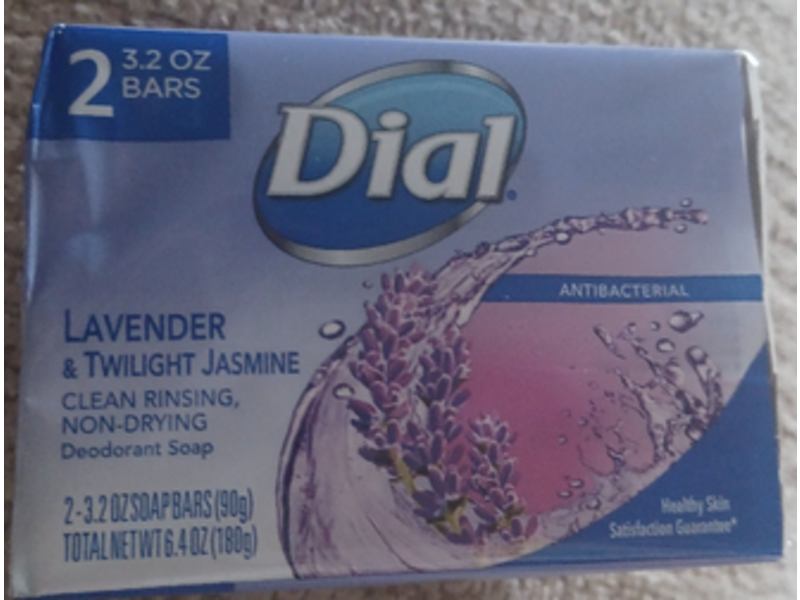 2 3.2 OZ
BARS
Dial
ANTIBACTERIAL
LAVENDER
& TWILIGHT JASMINE
CLEAN RINSING,
NON-DRYING
Deodorant Soap
2-3.2 OZ SOAP BARS (90g)
TOTAL NET WT 6.4 OZ (180g)
Healthy Skin
Satisfaction Guarantee*